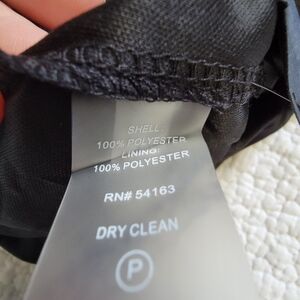 SHELL:
100% POLYESTER
LINING:
100% POLYESTER
RN# 54163
DRY CLEAN
P